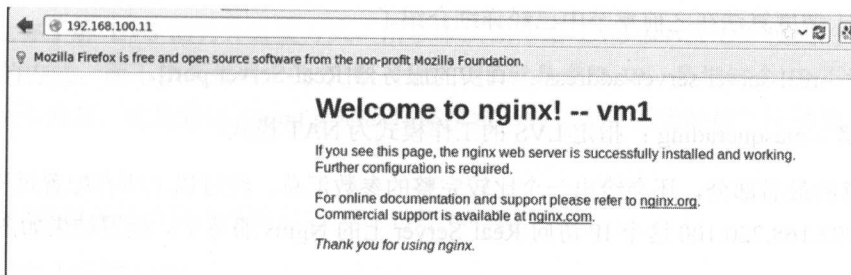 192.168.100.11
Mozilla Firefox is free and open source software from the non-profit Mozilla Foundation.
Welcome to nginx! -- vm1
If you see this page, the nginx web server is successfully installed and working.
Further configuration is required.
For online documentation and support please refer to nginx.org.
Commercial support is available at nginx.com.
Thank you for using nginx.